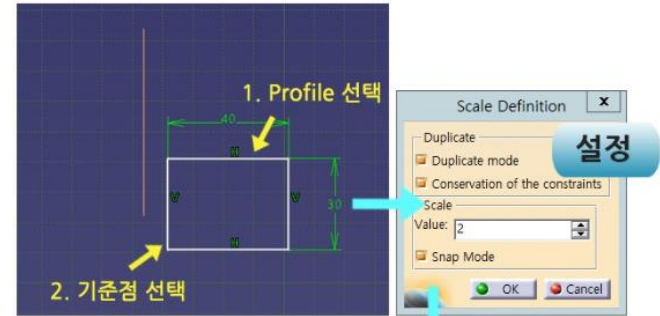 1. Profile 선택
40
H
V
V
30
H
2. 기준점 선택
Scale Definition
x
설정
Duplicate
Duplicate mode
Conservation of the constraints
Scale
Value: 2
Snap Mode
OK
Cancel